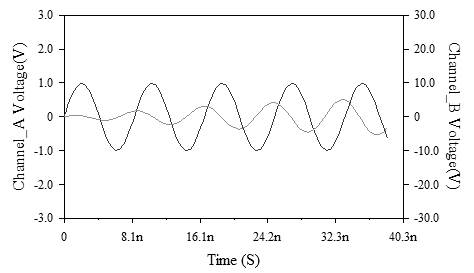 3.0
1.0
0
-1.0
-2.0
-3.0
Channel_A Voltage(V)
30.0
20.0
10.0
0
-10.0
-20.0
-30.0
Channel_B Voltage(V)
0
8.1n
16.1n
24.2n
32.3n
40.3n
Time (S)